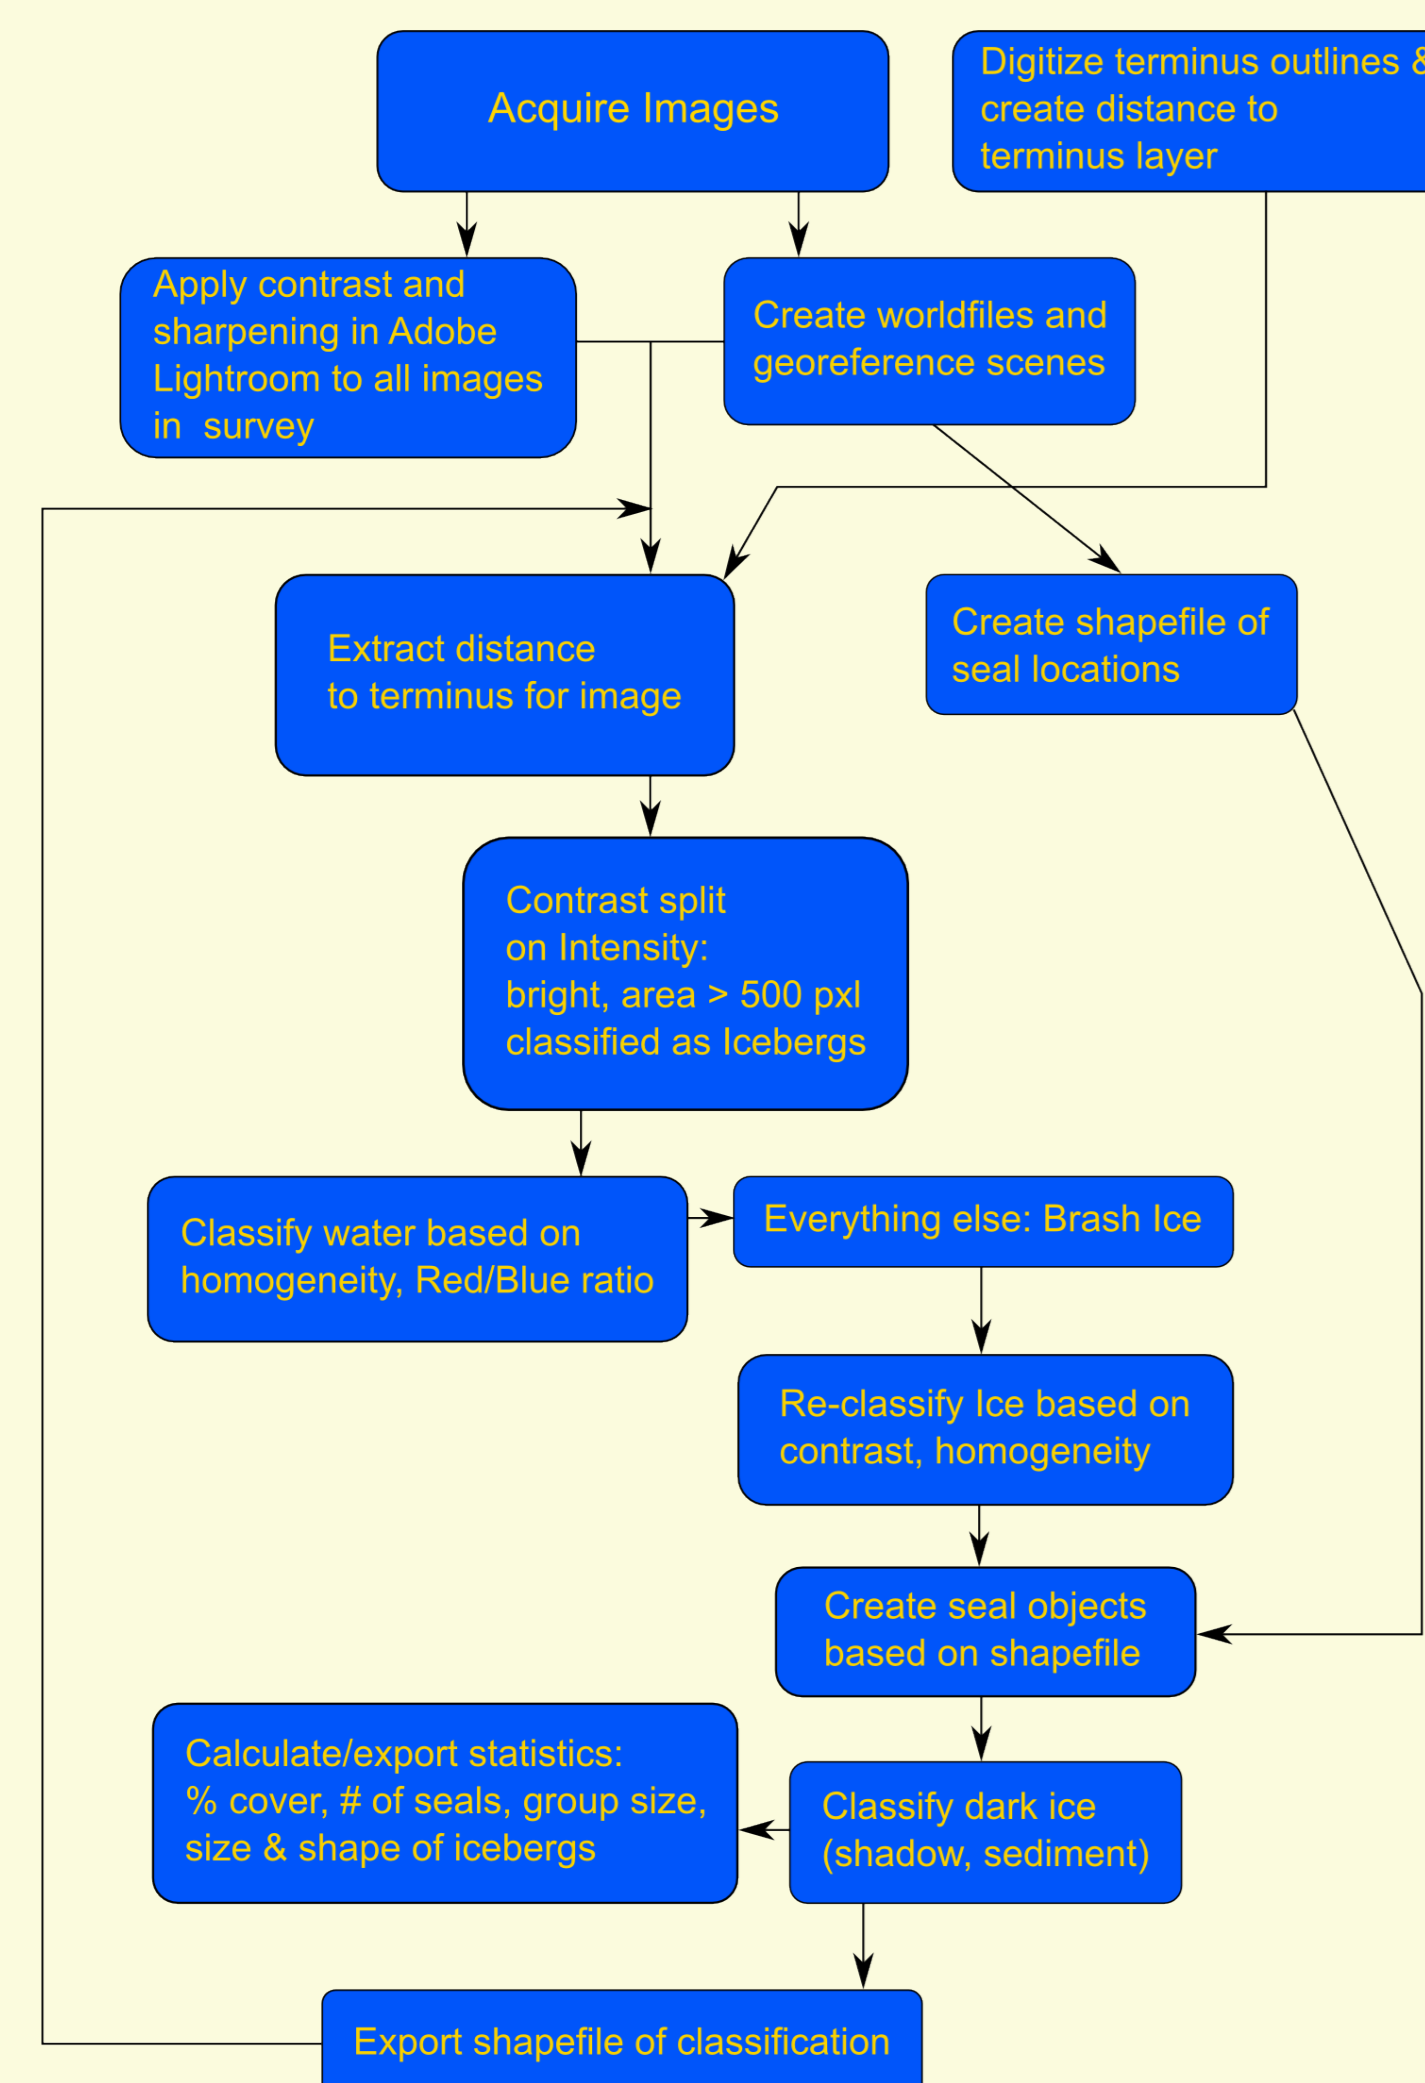 Acquire Images
Digitize terminus outlines &
create distance to
terminus layer
Apply contrast and
sharpening in Adobe
Lightroom to all images
in  survey
Create worldfiles and
georeference scenes
Extract distance
to terminus for image
Create shapefile of
seal locations
Contrast split
on Intensity:
bright, area > 500 pxl
classified as Icebergs
Classify water based on
homogeneity, Red/Blue ratio
Everything else: Brash Ice
Re-classify Ice based on
contrast, homogeneity
Create seal objects
based on shapefile
Calculate/export statistics:
% cover, # of seals, group size,
size & shape of icebergs
Classify dark ice
(shadow, sediment)
Export shapefile of classification